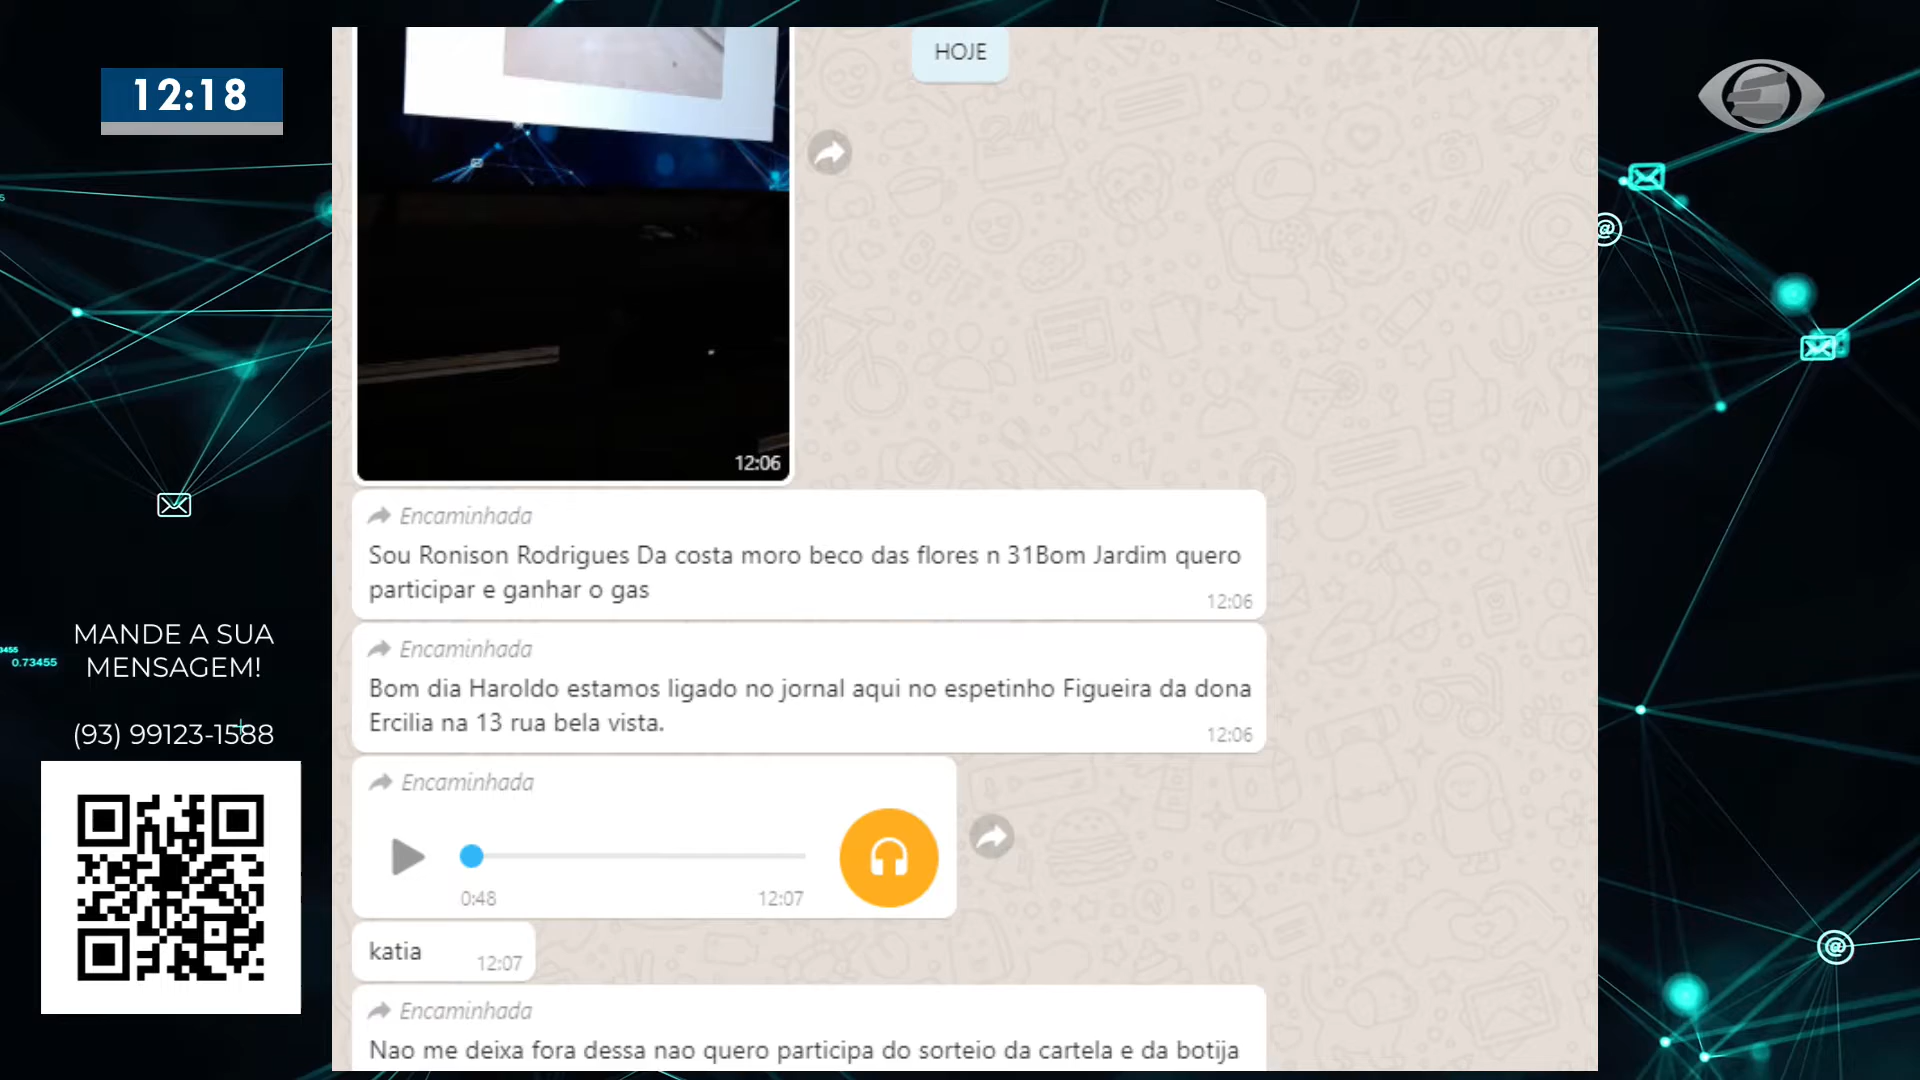 12:18
HOJE
12:06
Encaminhada
Sou Ronison Rodrigues Da costa moro beco das flores n 31Bom Jardim quero
participar e ganhar o gas
12:06
Encaminhada
Bom dia Haroldo estamos ligado no jornal aqui no espetinho Figueira da dona
Ercilia na 13 rua bela vista.
12:06
Encaminhada
0:48
12:07
katia
12:07
Encaminhada
Nao me deixa fora dessa nao quero participa do sorteio da cartela e da botija
MANDE A SUA
MENSAGEM!
(93) 99123-1588
0.73455